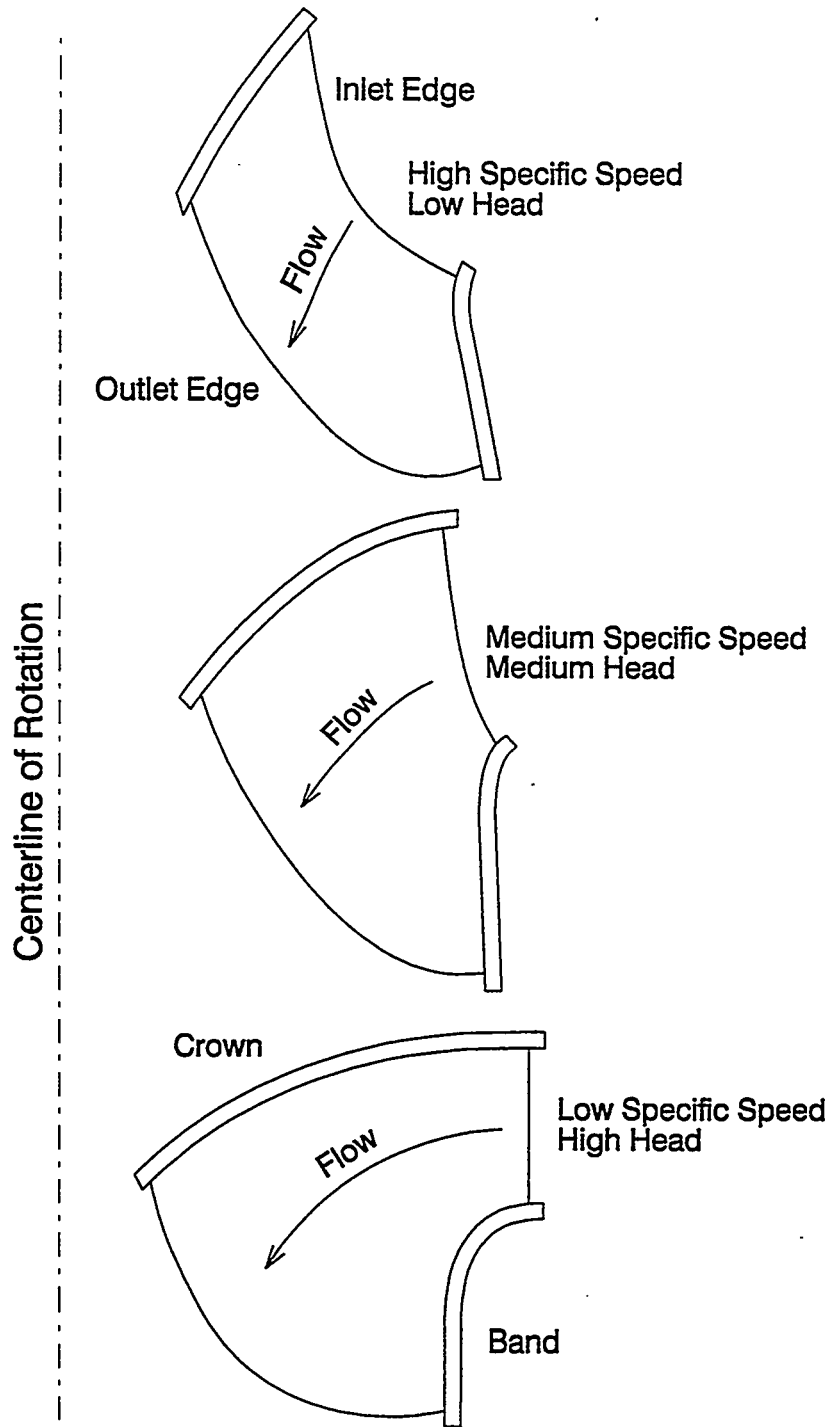 Inlet Edge
High Specific Speed
Low Head
Flow
Outlet Edge
Medium Specific Speed
Medium Head
Flow
Centerline of Rotation
Crown
Low Specific Speed
High Head
Flow
Band